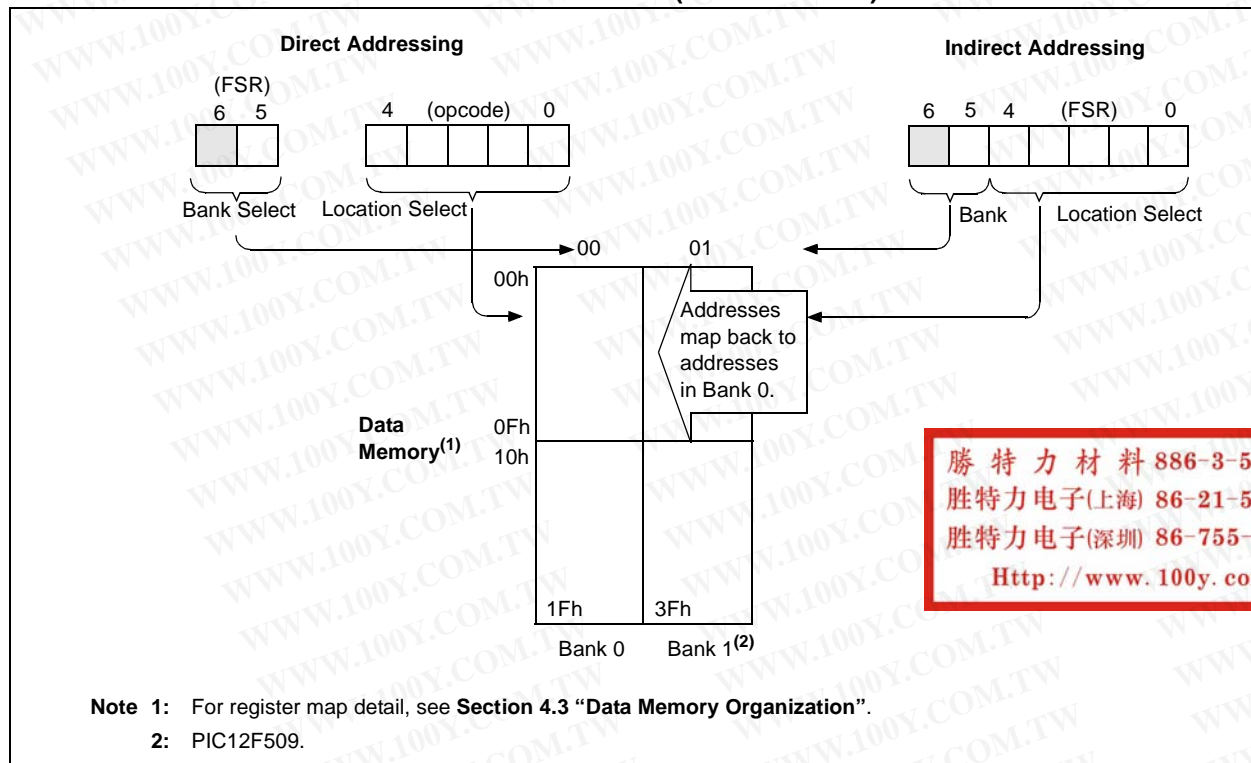 Direct Addressing
Indirect Addressing
(FSR)
6 5
4 (opcode) 0
6 5 4 (FSR) 0
Bank Select
Location Select
Bank
Location Select
00
01
00h
Addresses
map back to
addresses
in Bank 0.
Data
Memory(1)
0Fh
10h
1Fh
3Fh
Bank 0
Bank 1(2)
勝特力材料 886-3-5
胜特力电子(上海) 86-21-5
胜特力电子(深圳) 86-755-
Http://www.100y.co
Note 1: For register map detail, see Section 4.3 “Data Memory Organization”.
2: PIC12F509.
WWW.100Y.COM.TW